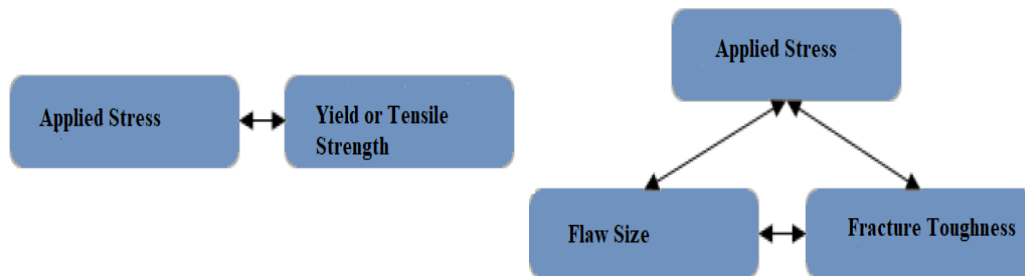 Applied Stress
Yield or Tensile
Strength
Applied Stress
Flaw Size
Fracture Toughness